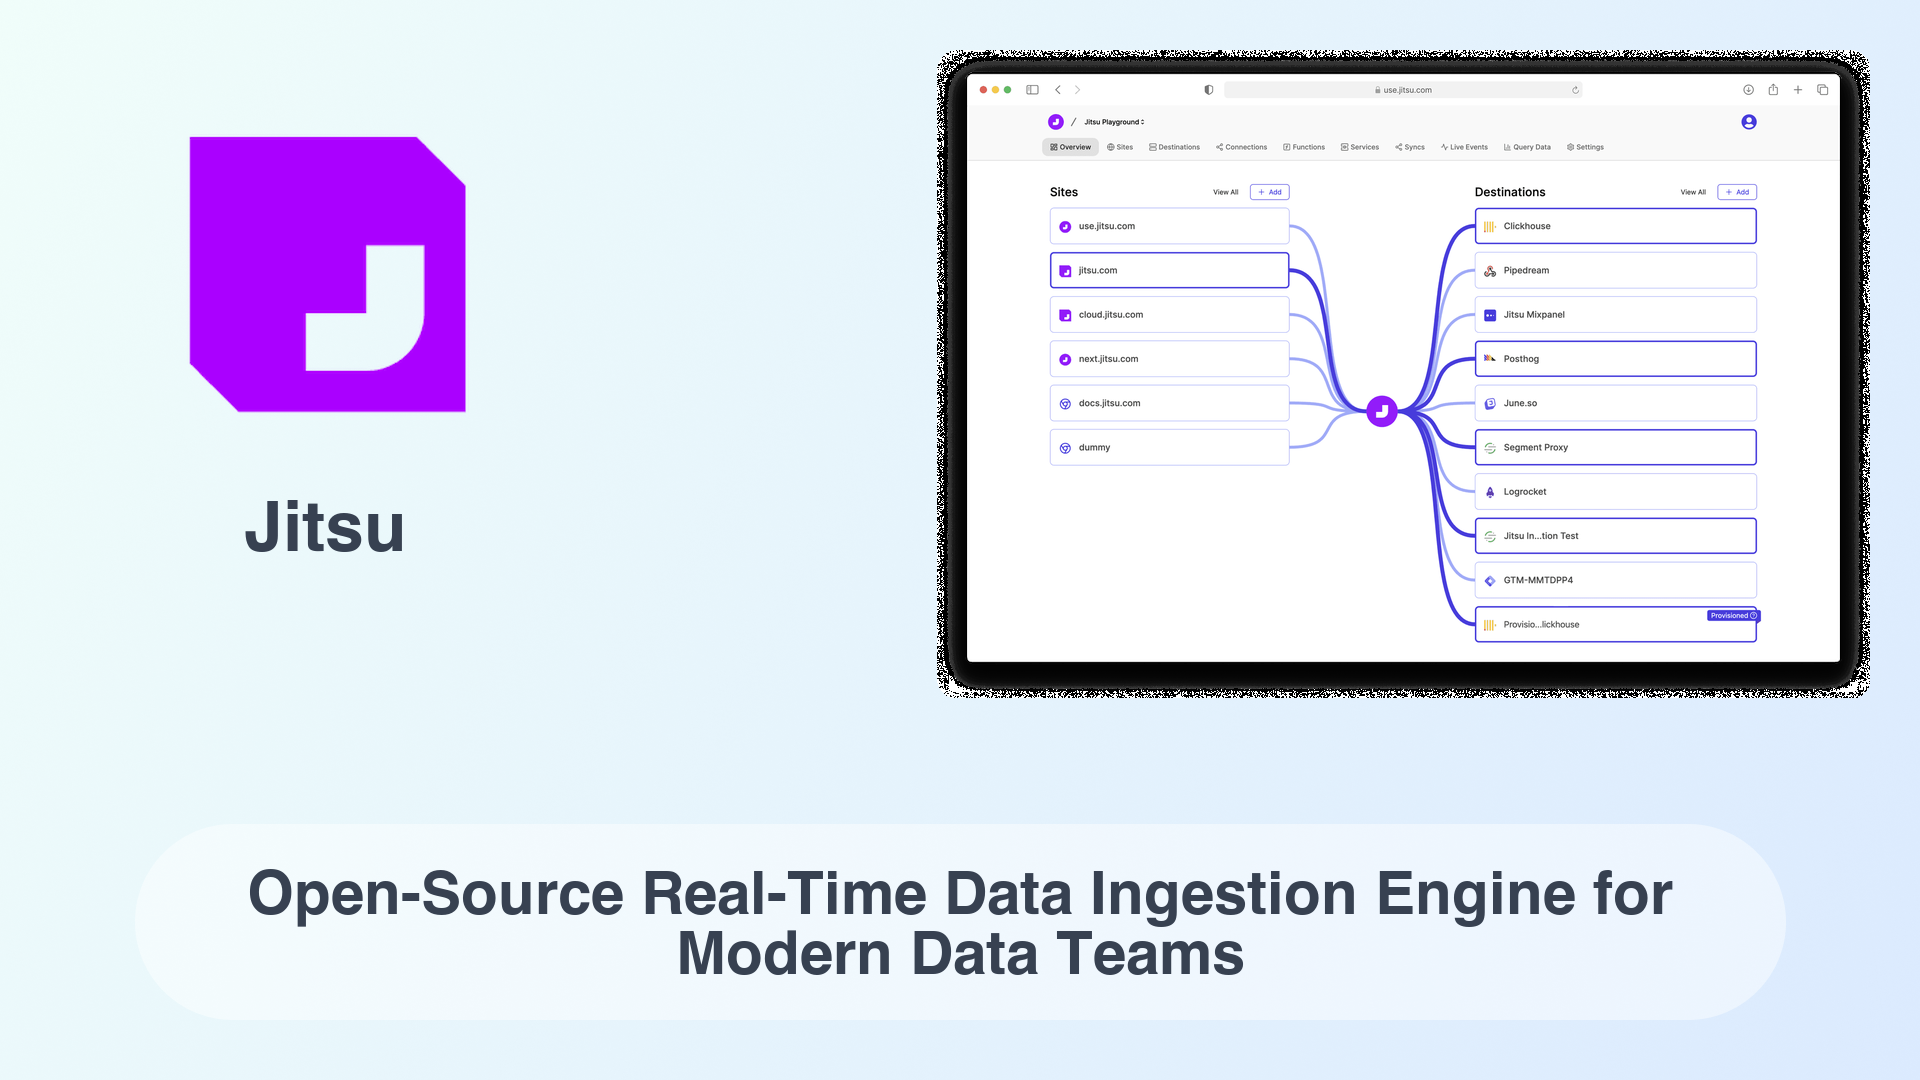 Jitsu
use.jitsu.com
/ Jitsu Playground
Overview Sites Destinations Connections Functions Services Syncs Live Events Query Data Settings
Sites View All + Add
use.jitsu.com
jitsu.com
cloud.jitsu.com
next.jitsu.com
docs.jitsu.com
dummy
Destinations View All + Add
Clickhouse
Pipedream
Jitsu Mixpanel
Posthog
June.so
Segment Proxy
Logrocket
Jitsu In...tion Test
GTM-MMTDPP4
Provisioned
Provisio...lickhouse
Open-Source Real-Time Data Ingestion Engine for
Modern Data Teams